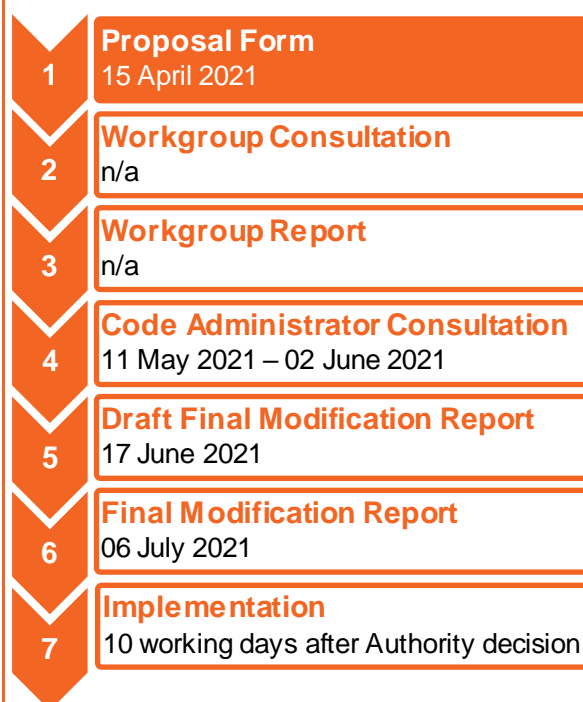 1
Proposal Form
15 April 2021
2
Workgroup Consultation
n/a
3
Workgroup Report
n/a
4
Code Administrator Consultation
11 May 2021 – 02 June 2021
5
Draft Final Modification Report
17 June 2021
6
Final Modification Report
06 July 2021
7
Implementation
10 working days after Authority decision